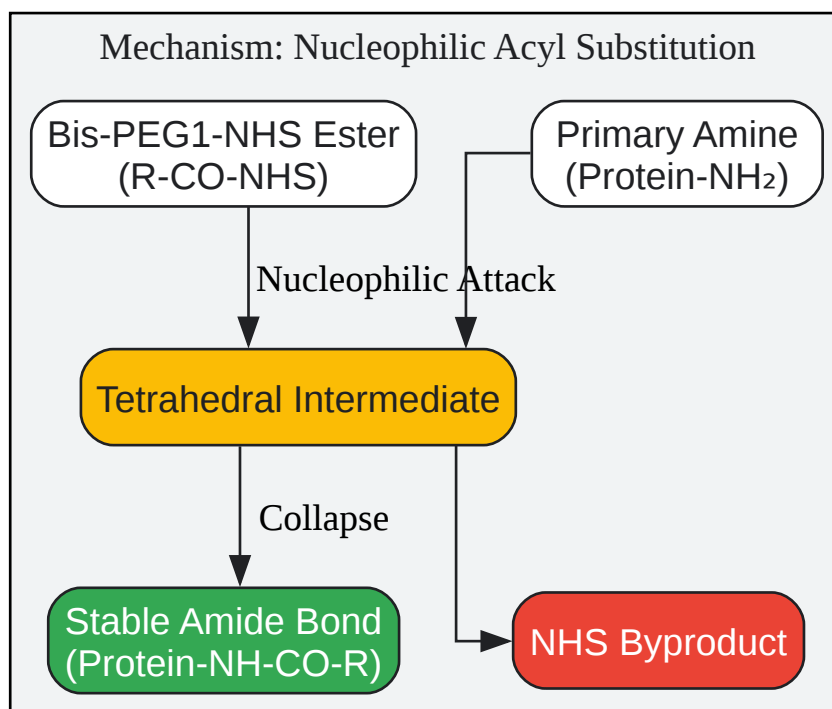 Mechanism: Nucleophilic Acyl Substitution
Bis-PEG1-NHS Ester
(R-CO-NHS)
Primary Amine
(Protein-NH₂)
Nucleophilic Attack
Tetrahedral Intermediate
Collapse
Stable Amide Bond
(Protein-NH-CO-R)
NHS Byproduct